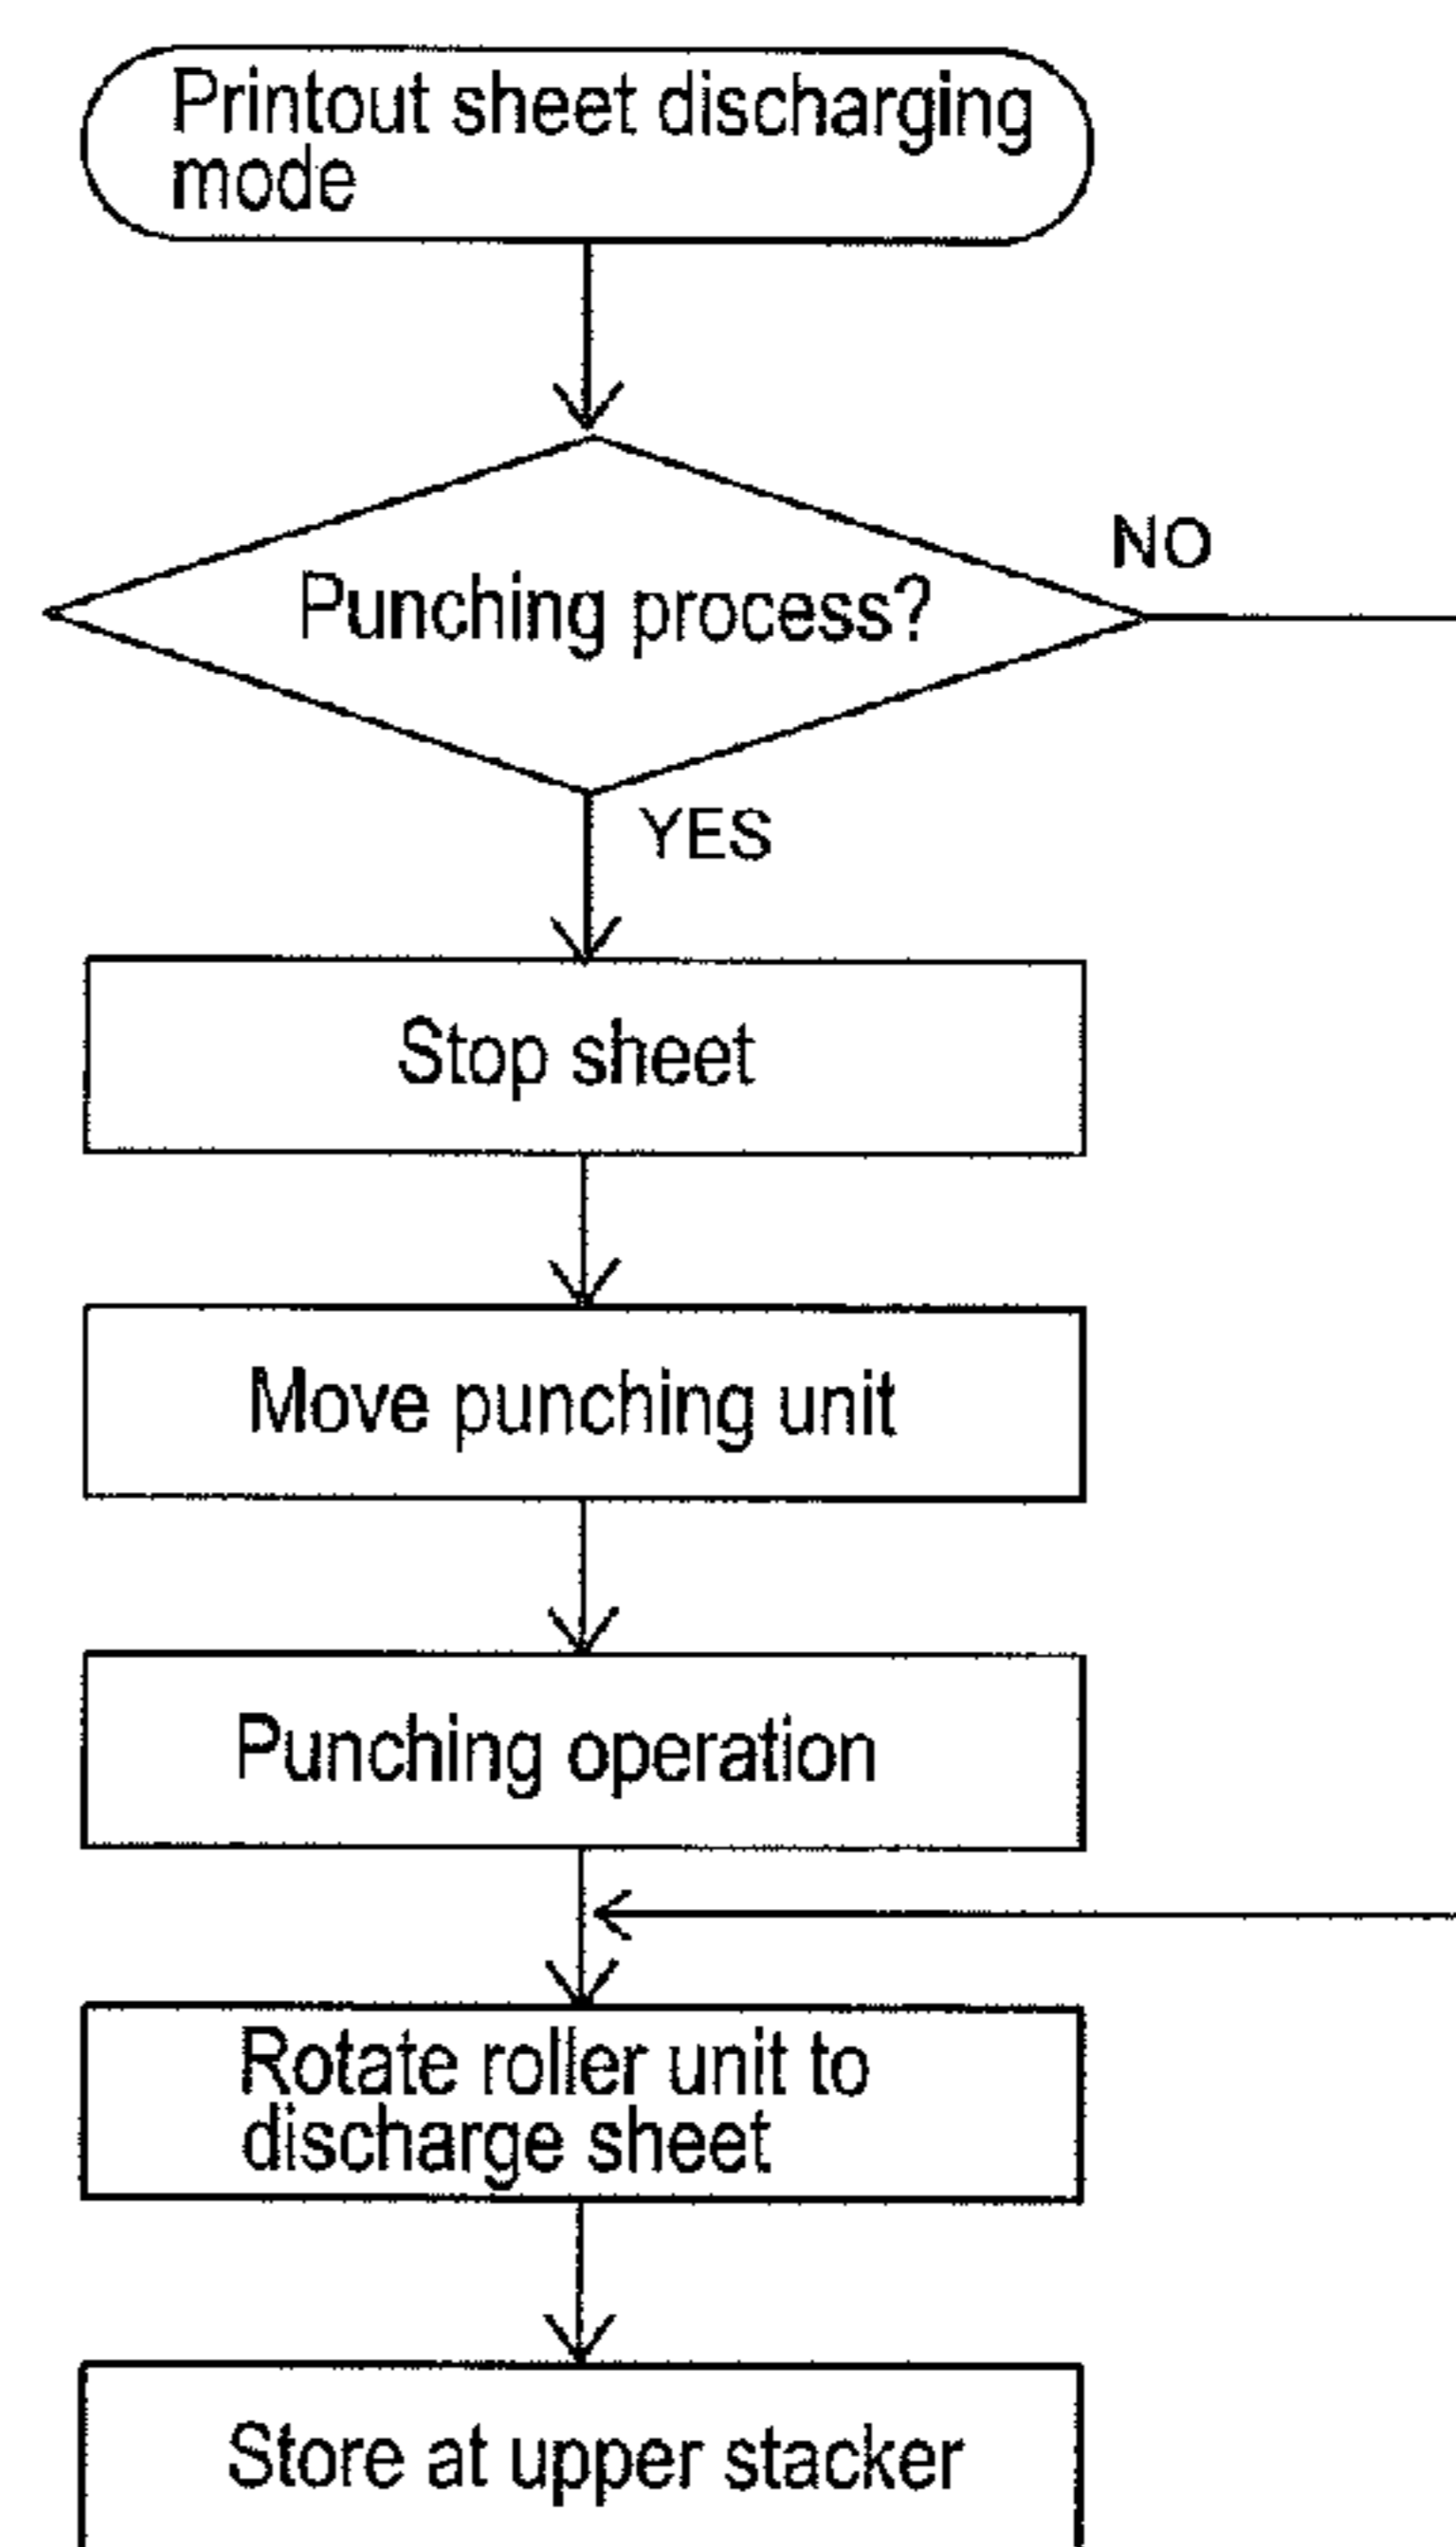 Printout sheet discharging
mode
Punching process?
NO
YES
Stop sheet
Move punching unit
Punching operation
Rotate roller unit to
discharge sheet
Store at upper stacker